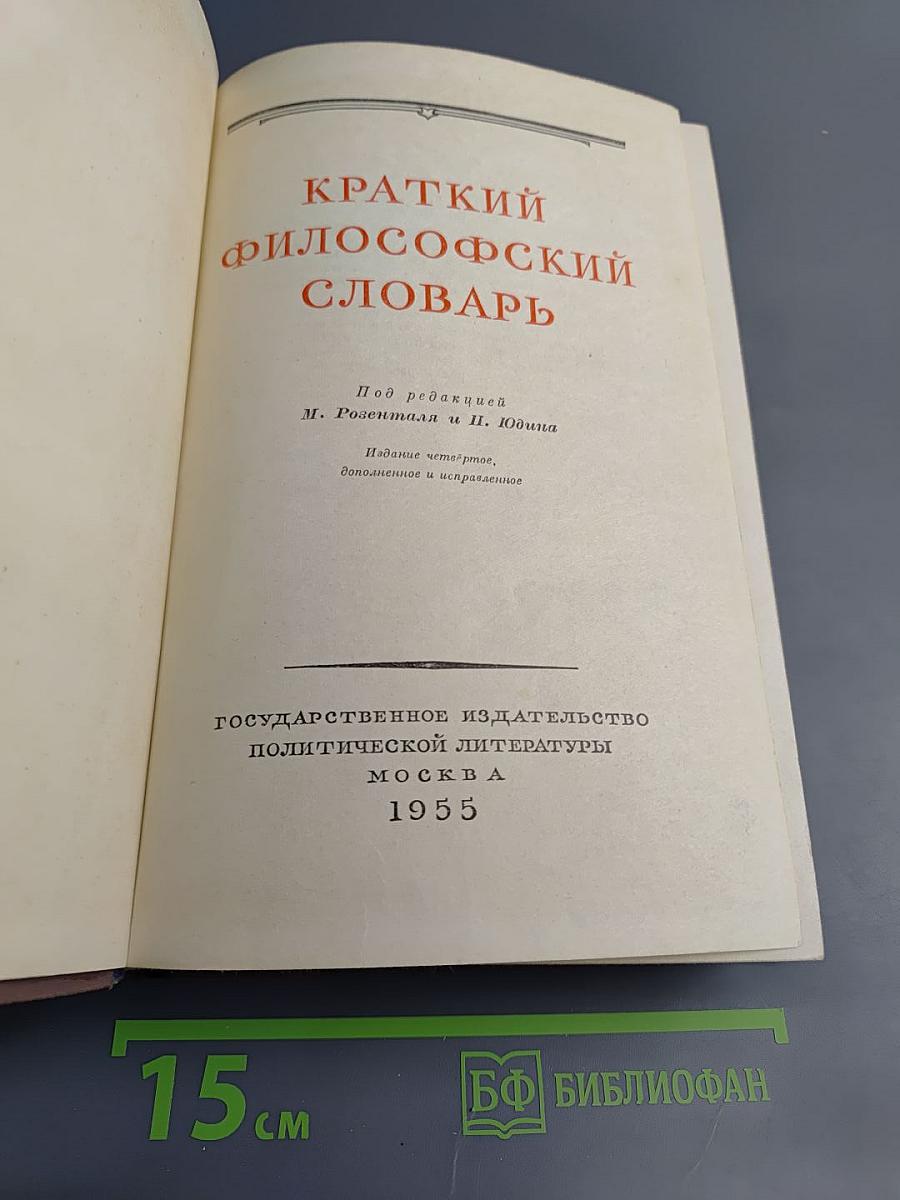 КРАТКИЙ
ФИЛОСОФСКИЙ
СЛОВАРЬ
Под редакцией
М. Розенталя и П. Юдина
Издание четвёртое,
дополненное и исправленное
ГОСУДАРСТВЕННОЕ ИЗДАТЕЛЬСТВО
ПОЛИТИЧЕСКОЙ ЛИТЕРАТУРЫ
МОСКВА
1955
15 см
БФ БИБЛИОФАН